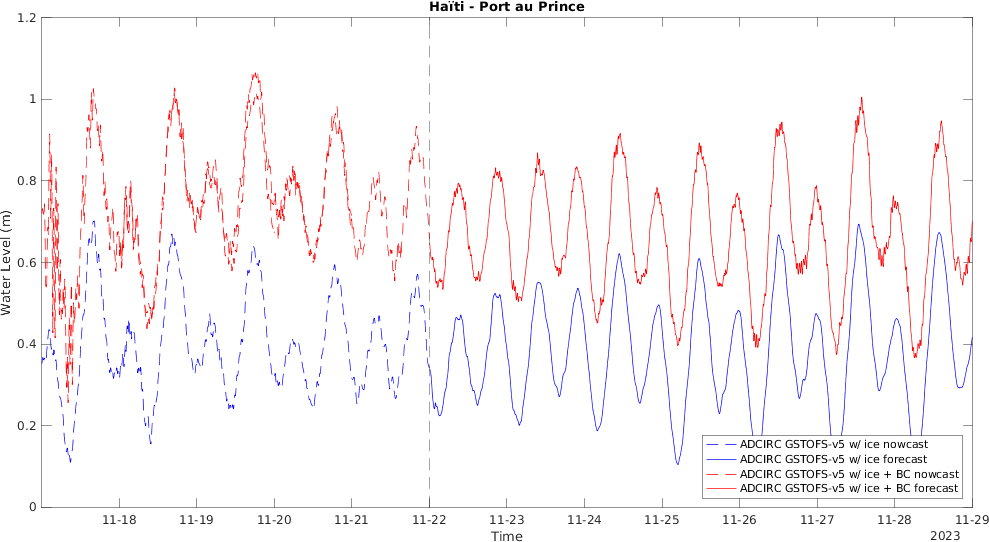 Haïti - Port au Prince
1.2
1
0.8
0.6
0.4
0.2
0
Water Level (m)
ADCIRC GSTOFS-v5 w/ ice nowcast
ADCIRC GSTOFS-v5 w/ ice forecast
ADCIRC GSTOFS-v5 w/ ice + BC nowcast
ADCIRC GSTOFS-v5 w/ ice + BC forecast
11-18 11-19 11-20 11-21 11-22 11-23 11-24 11-25 11-26 11-27 11-28 11-29
Time
2023